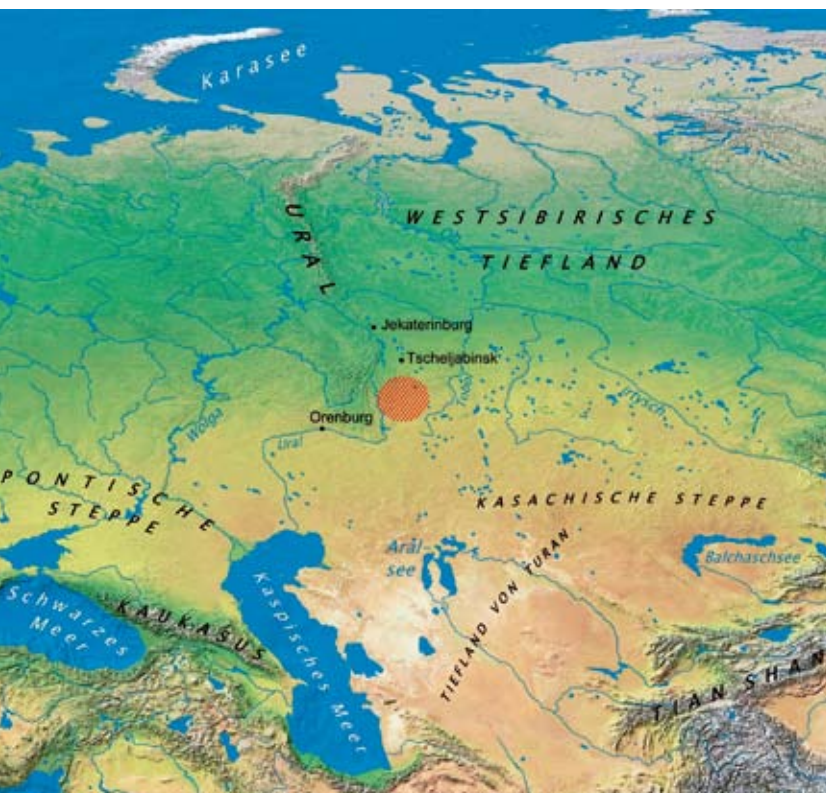 Karasee
WESTSIBIRISCHES
TIEFLAND
URAL
Jekaterinburg
Tscheljabinsk
Tobol
Irtysch
Orenburg
Wolga
Ural
PONTISCHE
STEPPE
KASACHISCHE STEPPE
Aral-
see
Balchaschsee
TIEFLAND VON TURAN
Schwarzes
Meer
KAUKASUS
Kaspisches Meer
TIAN SHAN